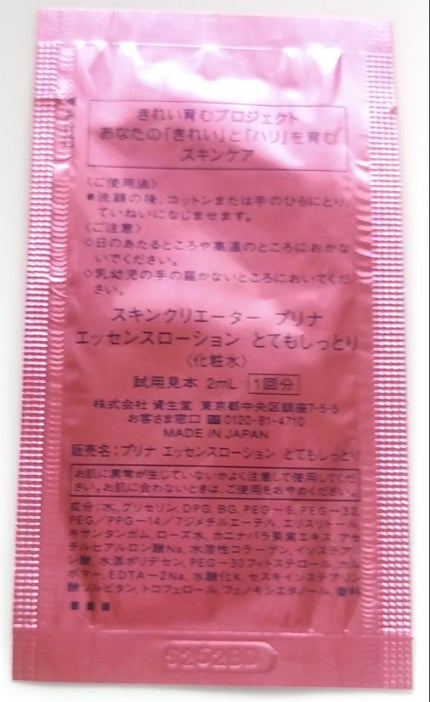 きれい育むプロジェクト
あなたの「きれい」と「ハリ」を育む
スキンケア
〈ご使用法〉
●洗顔の後、コットンまたは手のひらにとり、
ていねいになじませます。
〈ご注意〉
◇日のあたるところや高温のところにおかな
いでください。
◇乳幼児の手の届かないところにおいてくだ
さい。
スキンクリエーター プリナ
エッセンスローション とてもしっとり
〈化粧水〉
試用見本 2mL 1回分
株式会社 資生堂 東京都中央区銀座7-5-5
お客さま窓口 0120-81-4710
MADE IN JAPAN
販売名：プリナ エッセンスローション とてもしっとり
お肌に異常が生じていないかよく注意して使用してくだ
さい。お肌に合わないときは、ご使用をおやめください。
成分：水, グリセリン, DPG, BG, PEG-6, PEG-32,
PEG／PPG-14／7ジメチルエーテル, エリスリトール,
キサンタンガム, ローズ水, カニナバラ果実エキス, アセ
チルヒアルロン酸Na, 水溶性コラーゲン, イソステアリ
ン酸, 水添ポリデセン, PEG-30フィトステロール, カル
ボマー, EDTA-2Na, 水酸化K, セスキイソステアリン
酸ソルビタン, トコフェロール, フェノキシエタノール, 香料